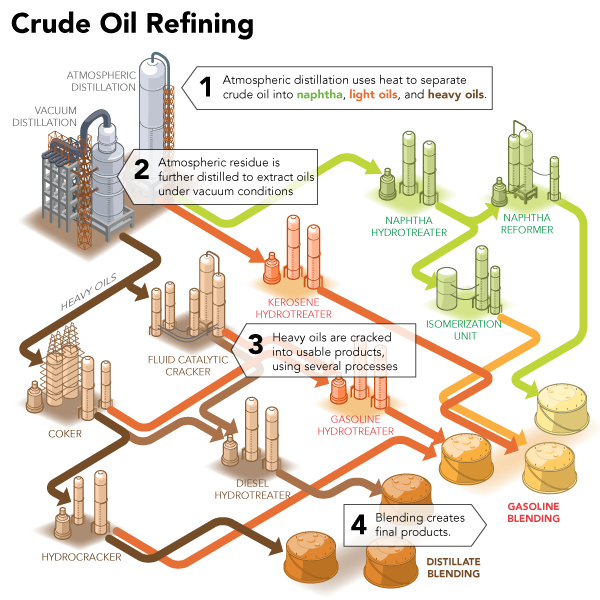 Crude Oil Refining
ATMOSPHERIC
DISTILLATION
1
Atmospheric distillation uses heat to separate
crude oil into naphtha, light oils, and heavy oils.
VACUUM
DISTILLATION
2
Atmospheric residue is
further distilled to extract oils
under vacuum conditions
NAPHTHA
HYDROTREATER
NAPHTHA
REFORMER
HEAVY OILS
KEROSENE
HYDROTREATER
ISOMERIZATION
UNIT
FLUID CATALYTIC
CRACKER
3
Heavy oils are cracked
into usable products,
using several processes
COKER
GASOLINE
HYDROTREATER
DIESEL
HYDROTREATER
GASOLINE
BLENDING
4
Blending creates
final products.
HYDROCRACKER
DISTILLATE
BLENDING